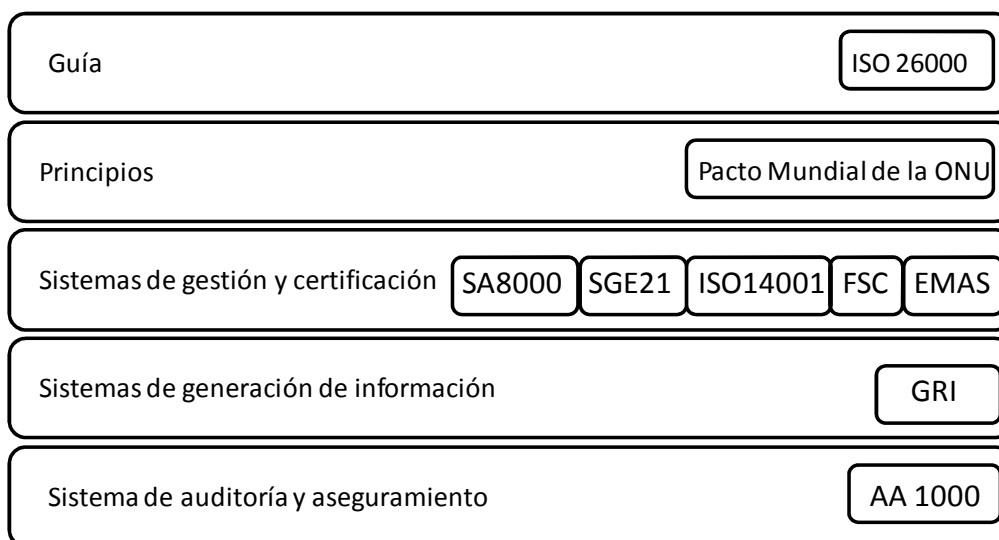 Guía ISO 26000
Principios Pacto Mundial de la ONU
Sistemas de gestión y certificación SA8000 SGE21 ISO14001 FSC EMAS
Sistemas de generación de información GRI
Sistema de auditoría y aseguramiento AA 1000